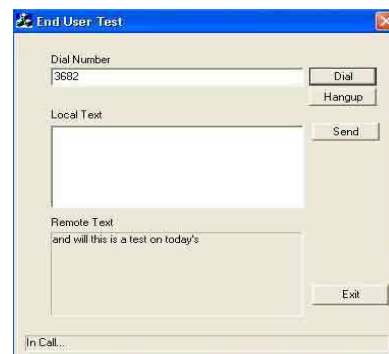 End User Test
Dial Number
3682
Dial
Hangup
Local Text
Send
Remote Text
and will this is a test on today's
Exit
In Call...